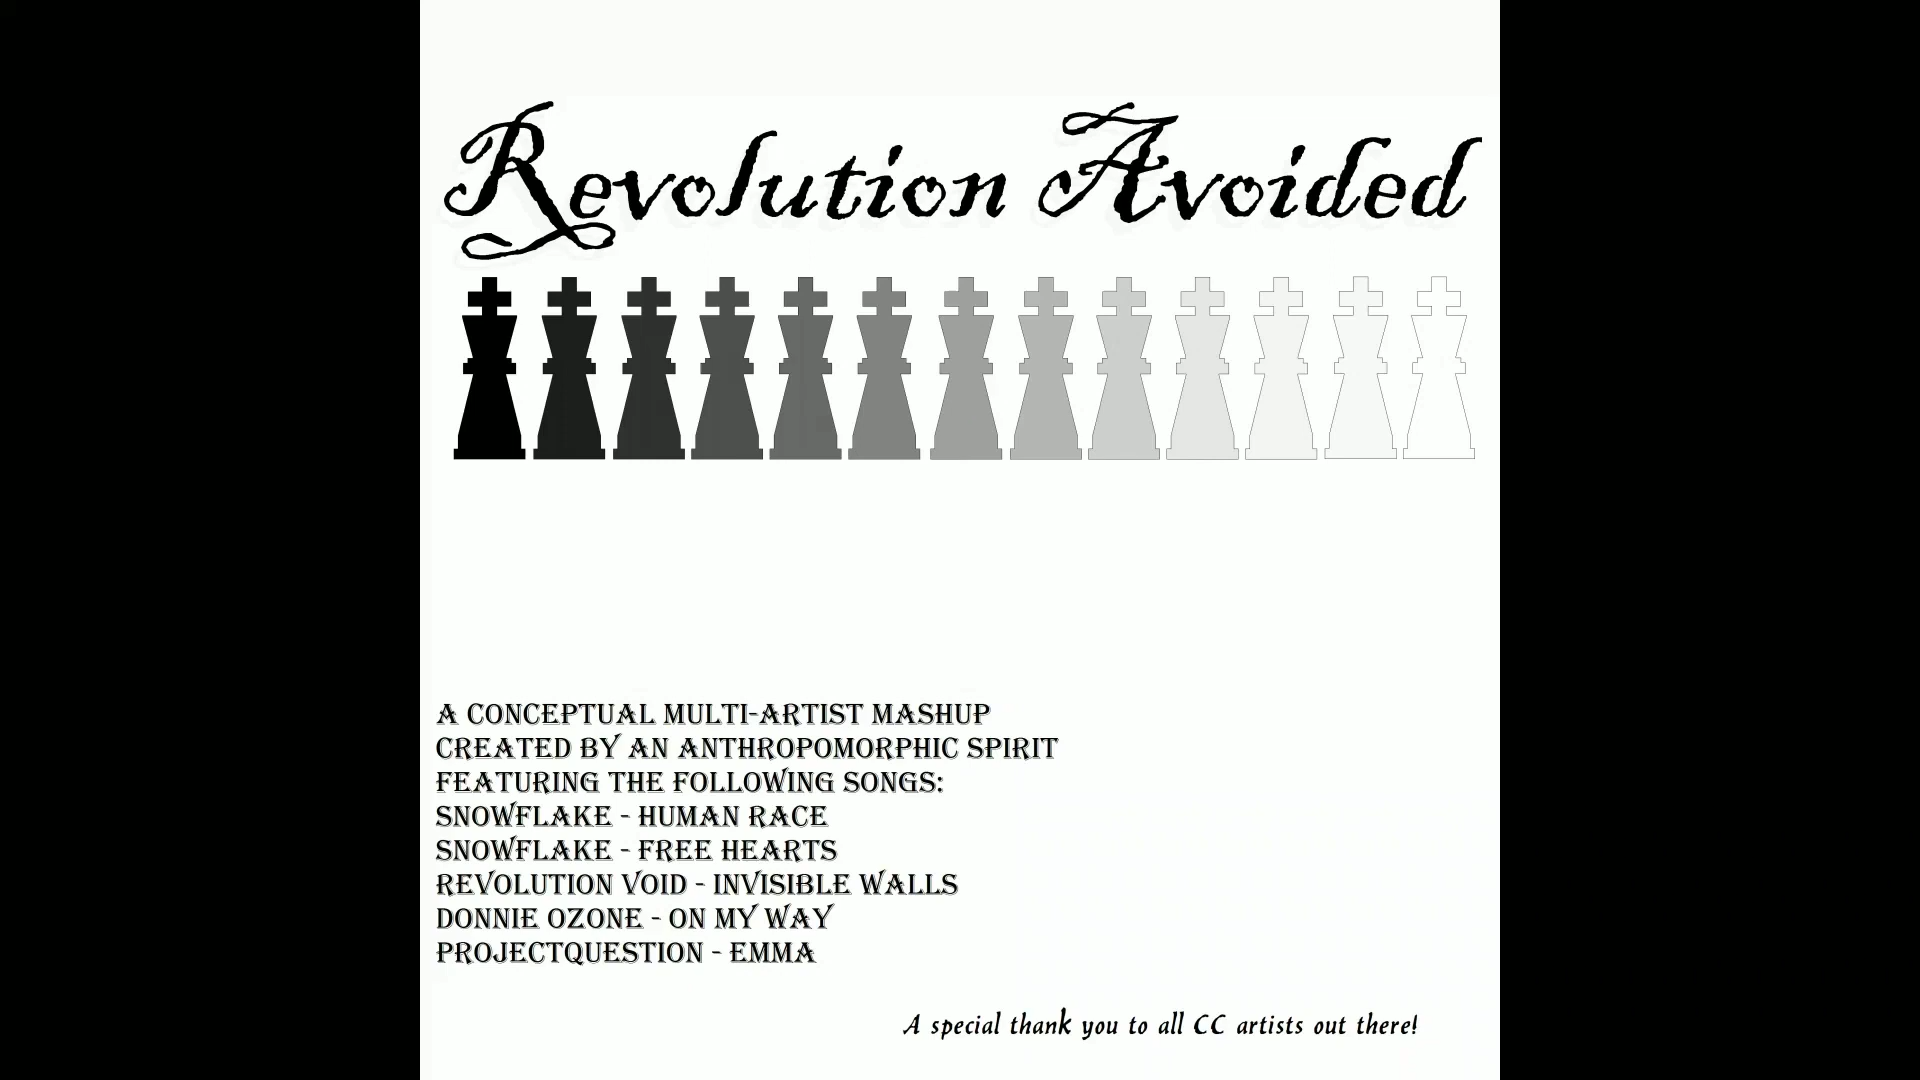 Revolution Avoided
A CONCEPTUAL MULTI-ARTIST MASHUP
CREATED BY AN ANTHROPOMORPHIC SPIRIT
FEATURING THE FOLLOWING SONGS:
SNOWFLAKE - HUMAN RACE
SNOWFLAKE - FREE HEARTS
REVOLUTION VOID - INVISIBLE WALLS
DONNIE OZONE - ON MY WAY
PROJECTQUESTION - EMMA
A special thank you to all CC artists out there!